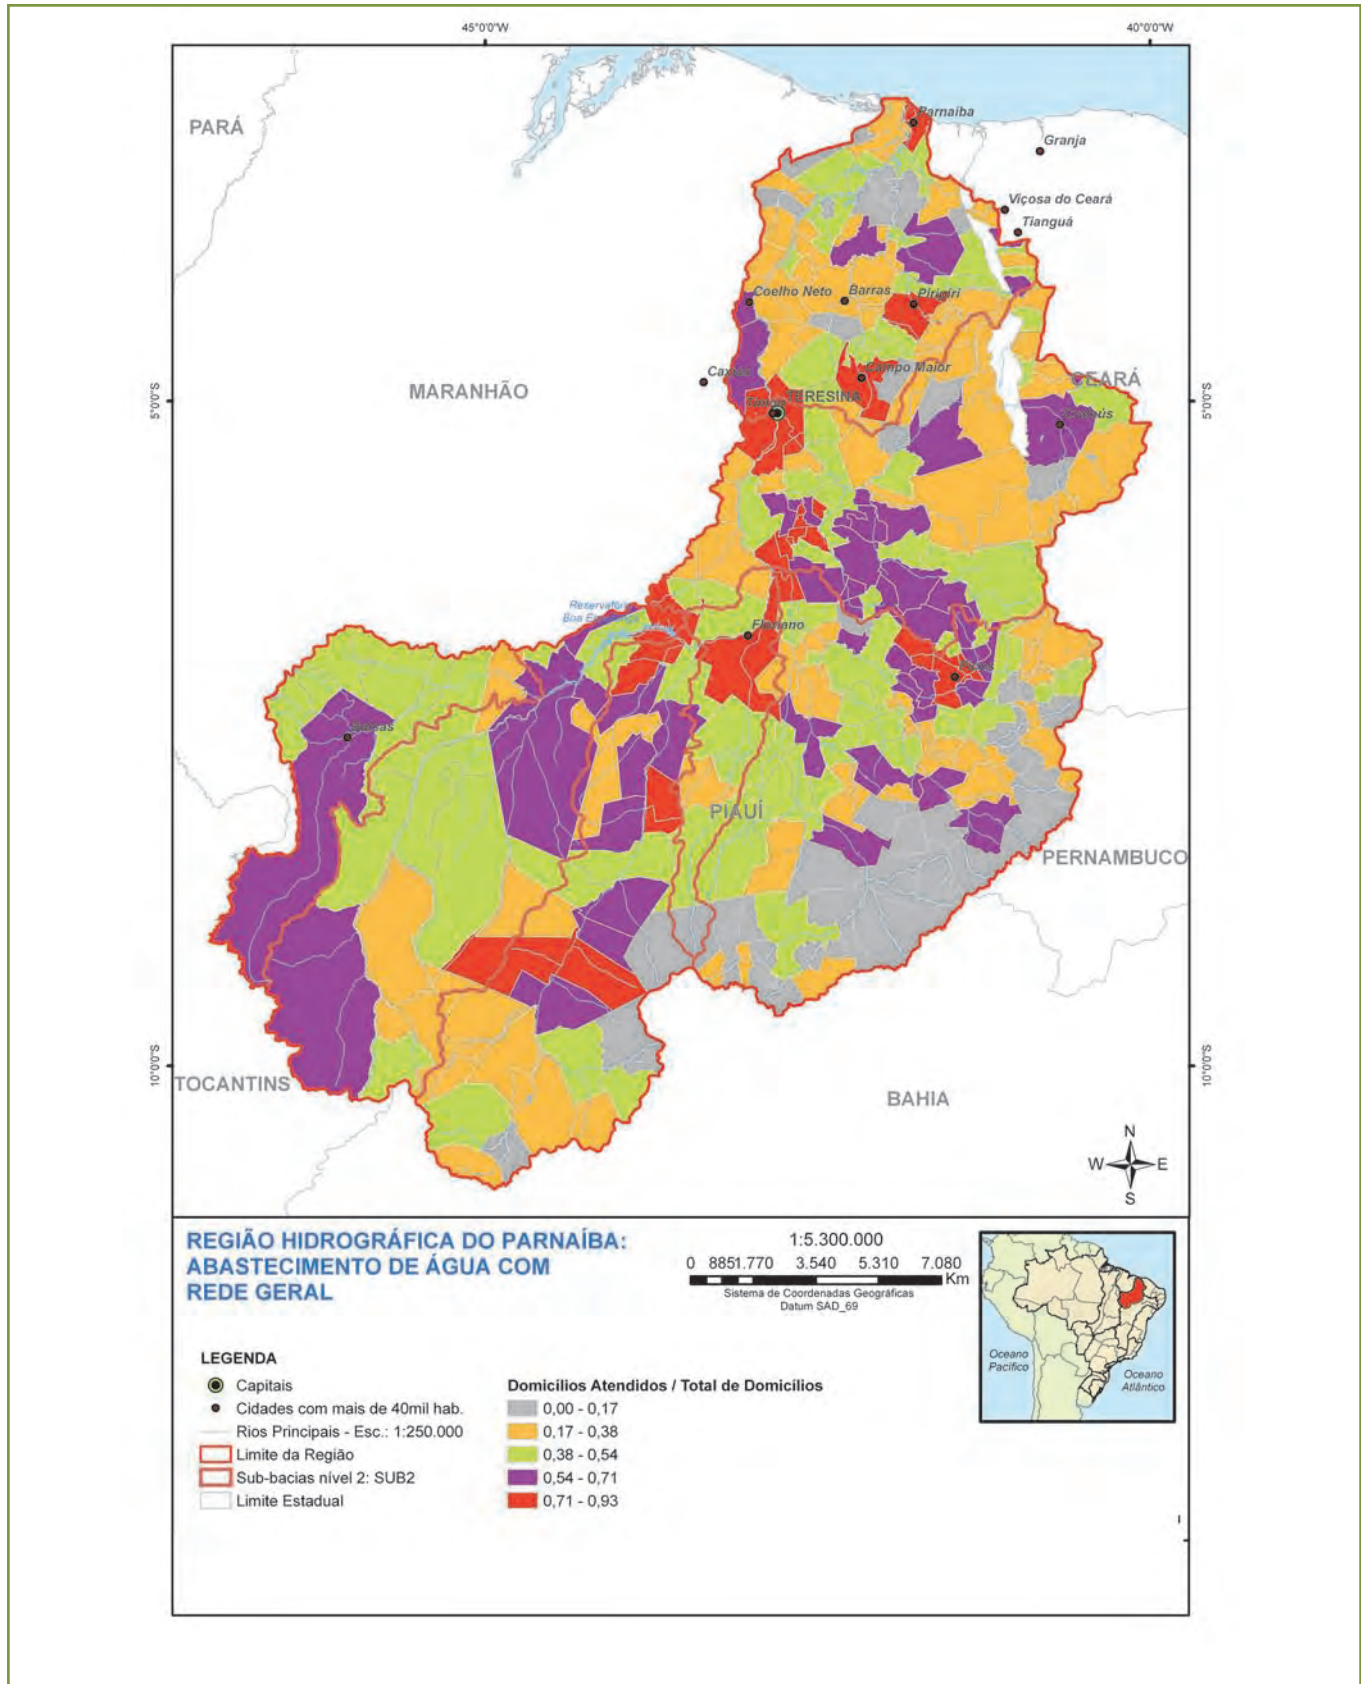 45°0'0"W
40°0'0"W
PARÁ
Parnaíba
Granja
Viçosa do Ceará
Tianguá
Coelho Neto
Barras
Piripiri
Campo Maior
CEARÁ
MARANHÃO
TERESINA
5°0'0"S
5°0'0"S
Reservatório
Boa Esperança
Floriano
Balsas
PIAUÍ
PERNAMBUCO
10°0'0"S
10°0'0"S
TOCANTINS
BAHIA
N
W
E
S
REGIÃO HIDROGRÁFICA DO PARNAÍBA:
ABASTECIMENTO DE ÁGUA COM
REDE GERAL
1:5.300.000
0 8851.770 3.540 5.310 7.080
Km
Sistema de Coordenadas Geográficas
Datum SAD_69
Oceano
Pacífico
Oceano
Atlântico
LEGENDA
Capitais
Cidades com mais de 40mil hab.
Rios Principais - Esc.: 1:250.000
Limite da Região
Sub-bacias nível 2: SUB2
Limite Estadual
Domicílios Atendidos / Total de Domicílios
0,00 - 0,17
0,17 - 0,38
0,38 - 0,54
0,54 - 0,71
0,71 - 0,93